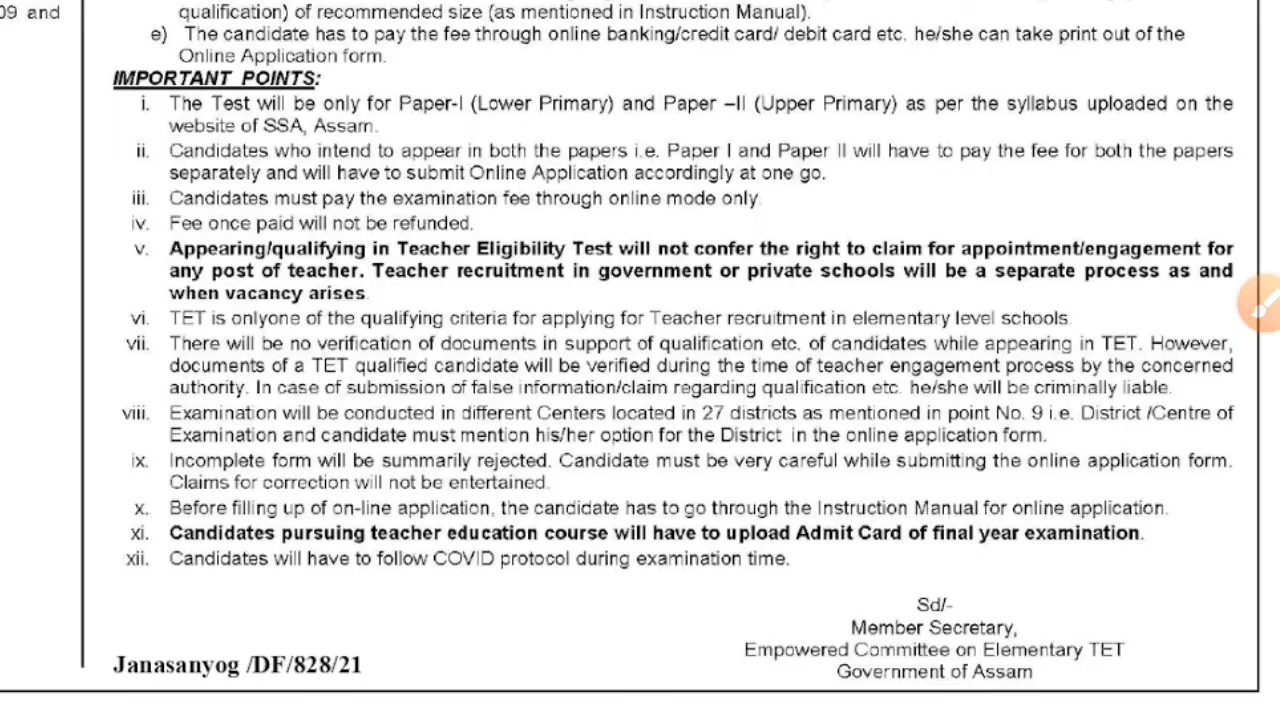 09 and
qualification) of recommended size (as mentioned in Instruction Manual).
e) The candidate has to pay the fee through online banking/credit card/ debit card etc. he/she can take print out of the
Online Application form.
IMPORTANT POINTS:
i. The Test will be only for Paper-I (Lower Primary) and Paper –II (Upper Primary) as per the syllabus uploaded on the
website of SSA, Assam.
ii. Candidates who intend to appear in both the papers i.e. Paper I and Paper II will have to pay the fee for both the papers
separately and will have to submit Online Application accordingly at one go.
iii. Candidates must pay the examination fee through online mode only.
iv. Fee once paid will not be refunded.
v. Appearing/qualifying in Teacher Eligibility Test will not confer the right to claim for appointment/engagement for
any post of teacher. Teacher recruitment in government or private schools will be a separate process as and
when vacancy arises.
vi. TET is onlyone of the qualifying criteria for applying for Teacher recruitment in elementary level schools.
vii. There will be no verification of documents in support of qualification etc. of candidates while appearing in TET. However,
documents of a TET qualified candidate will be verified during the time of teacher engagement process by the concerned
authority. In case of submission of false information/claim regarding qualification etc. he/she will be criminally liable.
viii. Examination will be conducted in different Centers located in 27 districts as mentioned in point No. 9 i.e. District /Centre of
Examination and candidate must mention his/her option for the District in the online application form.
ix. Incomplete form will be summarily rejected. Candidate must be very careful while submitting the online application form.
Claims for correction will not be entertained.
x. Before filling up of on-line application, the candidate has to go through the Instruction Manual for online application.
xi. Candidates pursuing teacher education course will have to upload Admit Card of final year examination.
xii. Candidates will have to follow COVID protocol during examination time.
Sd/-
Member Secretary,
Empowered Committee on Elementary TET
Government of Assam
Janasanyog /DF/828/21